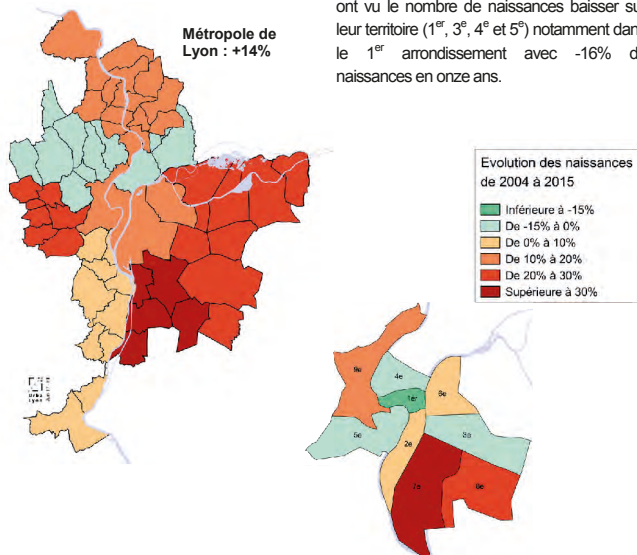 ont vu le nombre de naissances baisser su
leur territoire (1er, 3e, 4e et 5e) notamment dan
le 1er arrondissement avec -16% d
naissances en onze ans.
Métropole de
Lyon : +14%
Evolution des naissances
de 2004 à 2015
Inférieure à -15%
De -15% à 0%
De 0% à 10%
De 10% à 20%
De 20% à 30%
Supérieure à 30%
9e
4e
1er
6e
5e
2e
3e
7e
8e